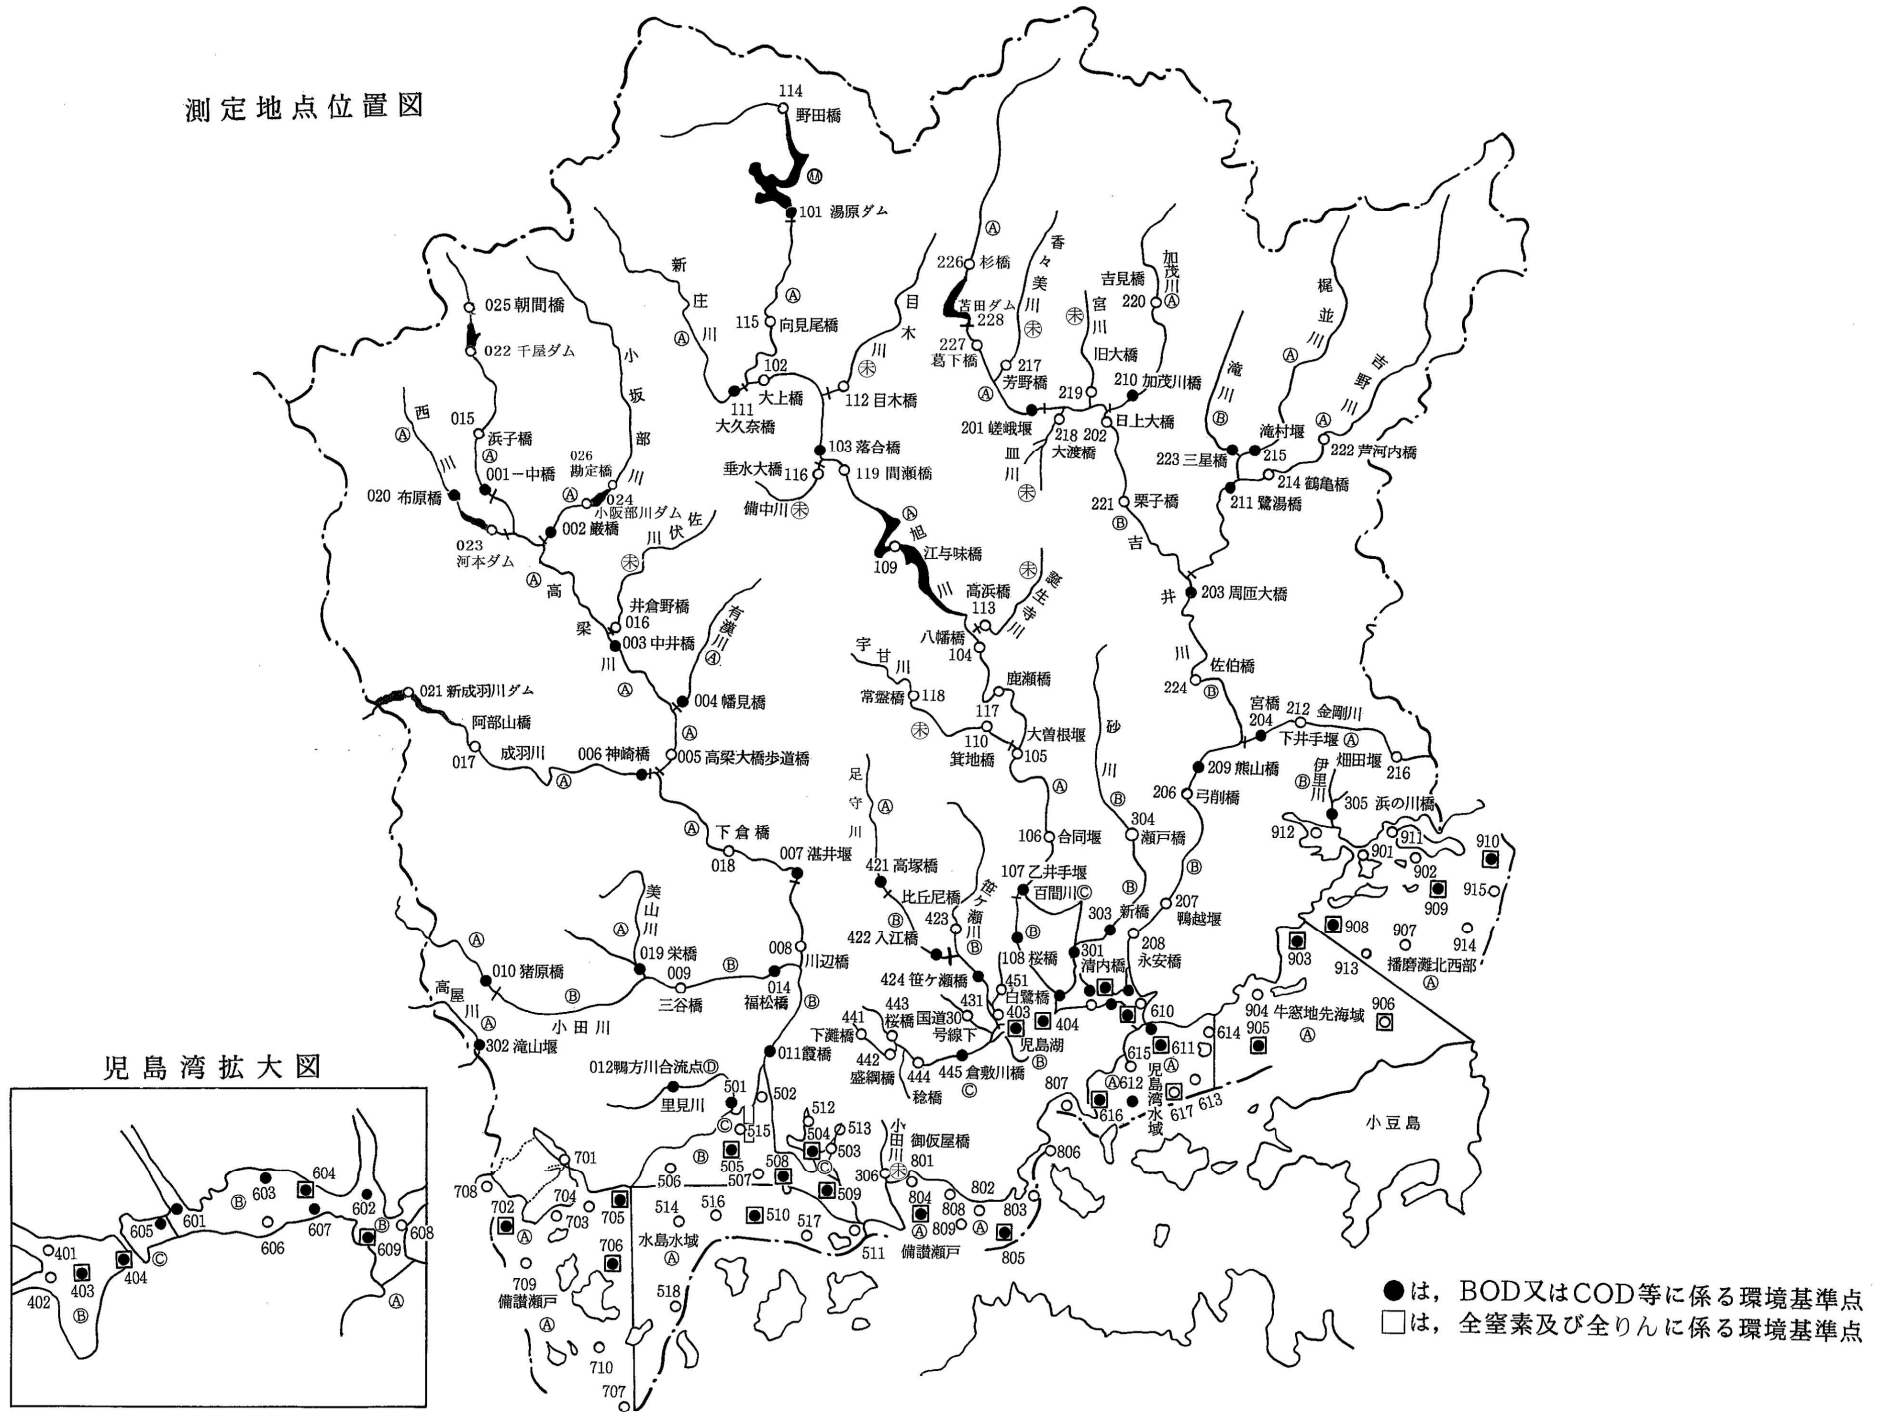 測定地点位置図
114
野田橋
Ⓜ
101 湯原ダム
新庄川
Ⓐ
Ⓐ
115 向見尾橋
102
大上橋
111
大久奈橋
目木川
㊍
112 目木橋
103 落合橋
垂水大橋
116
119 間瀬橋
備中川
Ⓐ
旭川
109
江与味橋
高浜橋
113
誕生寺川
八幡橋
104
鹿瀬橋
117
宇甘川
常盤橋 118
110
箕地橋
大曽根堰
105
Ⓐ
106 合同堰
107 乙井手堰
百間川Ⓒ
Ⓑ
108 桜橋
025 朝間橋
022 千屋ダム
015
浜子橋
Ⓐ
001 一中橋
西川
Ⓐ
020 布原橋
023
河本ダム
小坂部川
026
勘定橋
Ⓐ
024
小阪部川ダム
002 巌橋
佐伏川
Ⓐ
高梁川
井倉野橋
016
003 中井橋
Ⓐ
有漢川
Ⓐ
004 幡見橋
Ⓐ
005 高梁大橋歩道橋
021 新成羽川ダム
阿部山橋
017
成羽川
Ⓐ
006 神崎橋
Ⓐ
下倉橋
018
007 湛井堰
008
川辺橋
美山川
Ⓐ
019 栄橋
009
三谷橋
Ⓑ
014
福松橋
Ⓐ
010 猪原橋
Ⓑ
小田川
高屋川
Ⓐ
302 滝山堰
Ⓑ
011 霞橋
012 鴨方川合流点Ⓓ
里見川
Ⓐ
226 杉橋
苫田ダム
228
227
葛下橋
Ⓐ
香々美川
217
芳野橋
宮川
旧大橋
219
吉見橋
220
加茂川
Ⓐ
210 加茂川橋
201 嵯峨堰
218
大渡橋
皿川
202
日上大橋
221 栗子橋
Ⓑ
吉井川
滝川
Ⓑ
223 三星橋
梶並川
Ⓐ
滝村堰
215
吉野川
Ⓐ
222 芦河内橋
214 鶴亀橋
211 鷺湯橋
203 周匝大橋
佐伯橋
224
Ⓑ
宮橋
204
212 金剛川
下井手堰 Ⓐ
216
209 熊山橋
206 弓削橋
Ⓑ
207
鴨越堰
208
永安橋
畑田堰
伊里川
Ⓑ
305 浜の川橋
砂川
Ⓑ
304
瀬戸橋
Ⓑ
303
新橋
301
清内橋
足守川
Ⓐ
421 高塚橋
Ⓑ
422 入江橋
比丘尼橋
423
笹ケ瀬川
Ⓑ
424 笹ケ瀬橋
451
白鷺橋
431
国道30
号線下
403
404
児島湖
Ⓑ
441
下灘橋
443
桜橋
442
盛綱橋
444
稔橋
445 倉敷川橋
Ⓒ
912
901
911
902
910
909
915
908
907
914
903
913
播磨灘北西部
Ⓐ
904
牛窓地先海域
Ⓐ
905
906
610
614
611
615
Ⓐ
612
児島湾水域
Ⓐ
616
617
613
807
806
小豆島
501
502
Ⓒ
515
512
513
504
503
Ⓒ
Ⓑ
505
508
506
507
509
514
516
510
517
511
水島水域
Ⓐ
518
小田川
306
御仮屋橋
801
804
802
808
803
809
Ⓐ
Ⓐ
805
備讃瀬戸
701
708
702
704
703
705
Ⓐ
706
709
備讃瀬戸
Ⓐ
710
707
児島湾拡大図
401
402
403
Ⓑ
404
Ⓒ
605
601
Ⓑ
603
604
606
607
602
Ⓑ
608
609
Ⓐ
●は，BOD又はCOD等に係る環境基準点
□は，全窒素及び全りんに係る環境基準点